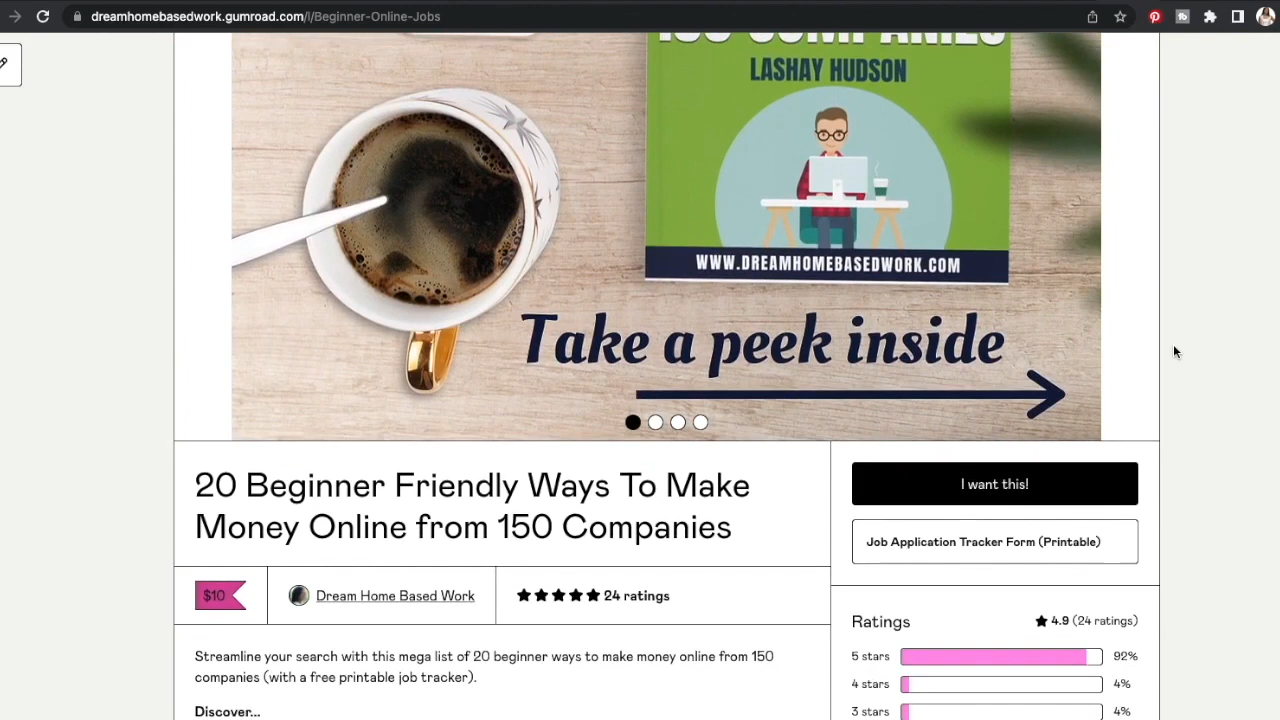 dreamhomebasedwork.gumroad.com/l/Beginner-Online-Jobs
150 COMPANIES
LASHAY HUDSON
WWW.DREAMHOMEBASEDWORK.COM
Take a peek inside
20 Beginner Friendly Ways To Make
Money Online from 150 Companies
I want this!
Job Application Tracker Form (Printable)
$10
Dream Home Based Work
24 ratings
Ratings
4.9 (24 ratings)
5 stars
92%
4 stars
4%
3 stars
4%
Streamline your search with this mega list of 20 beginner ways to make money online from 150
companies (with a free printable job tracker).
Discover...